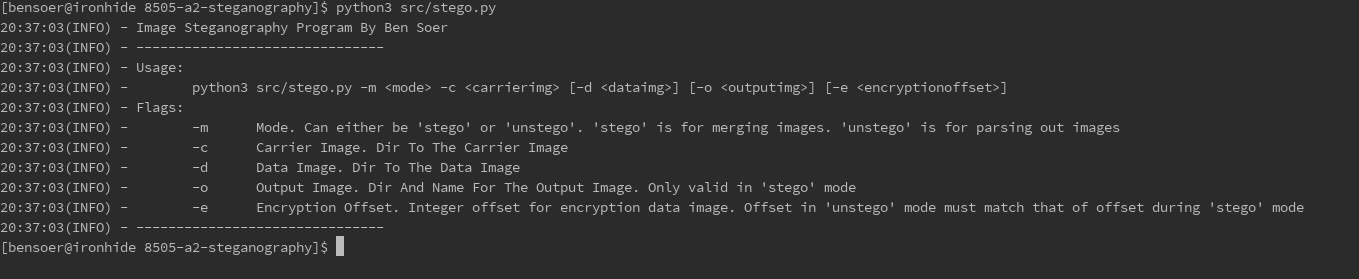 [bensoer@ironhide 8505-a2-steganography]$ python3 src/stego.py
20:37:03(INFO) - Image Steganography Program By Ben Soer
20:37:03(INFO) - -------------------------------
20:37:03(INFO) - Usage:
20:37:03(INFO) -        python3 src/stego.py -m <mode> -c <carrierimg> [-d <dataimg>] [-o <outputimg>] [-e <encryptionoffset>]
20:37:03(INFO) - Flags:
20:37:03(INFO) -        -m      Mode. Can either be 'stego' or 'unstego'. 'stego' is for merging images. 'unstego' is for parsing out images
20:37:03(INFO) -        -c      Carrier Image. Dir To The Carrier Image
20:37:03(INFO) -        -d      Data Image. Dir To The Data Image
20:37:03(INFO) -        -o      Output Image. Dir And Name For The Output Image. Only valid in 'stego' mode
20:37:03(INFO) -        -e      Encryption Offset. Integer offset for encryption data image. Offset in 'unstego' mode must match that of offset during 'stego' mode
20:37:03(INFO) - -------------------------------
[bensoer@ironhide 8505-a2-steganography]$